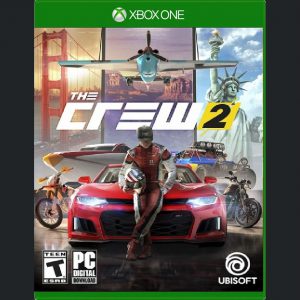 XBOX ONE
THE
CREW 2
TEEN
T
ESRB
PC
DIGITAL
DOWNLOAD
UBISOFT